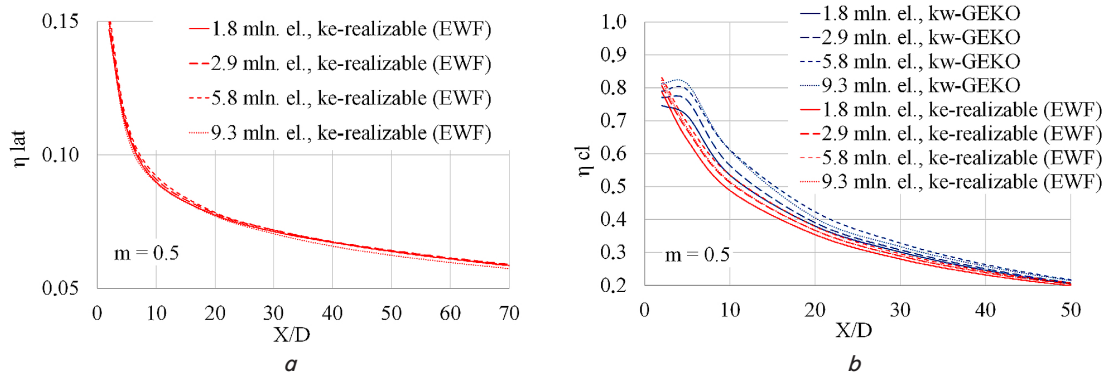 0.15
0.10
0.05
η lat
1.8 mln. el., ke-realizable (EWF)
2.9 mln. el., ke-realizable (EWF)
5.8 mln. el., ke-realizable (EWF)
9.3 mln. el., ke-realizable (EWF)
m = 0.5
0 10 20 30 40 50 60 70
X/D
a
1.0
0.9
0.8
0.7
0.6
0.5
0.4
0.3
0.2
η cl
1.8 mln. el., kw-GEKO
2.9 mln. el., kw-GEKO
5.8 mln. el., kw-GEKO
9.3 mln. el., kw-GEKO
1.8 mln. el., ke-realizable (EWF)
2.9 mln. el., ke-realizable (EWF)
5.8 mln. el., ke-realizable (EWF)
9.3 mln. el., ke-realizable (EWF)
m = 0.5
0 10 20 30 40 50
X/D
b